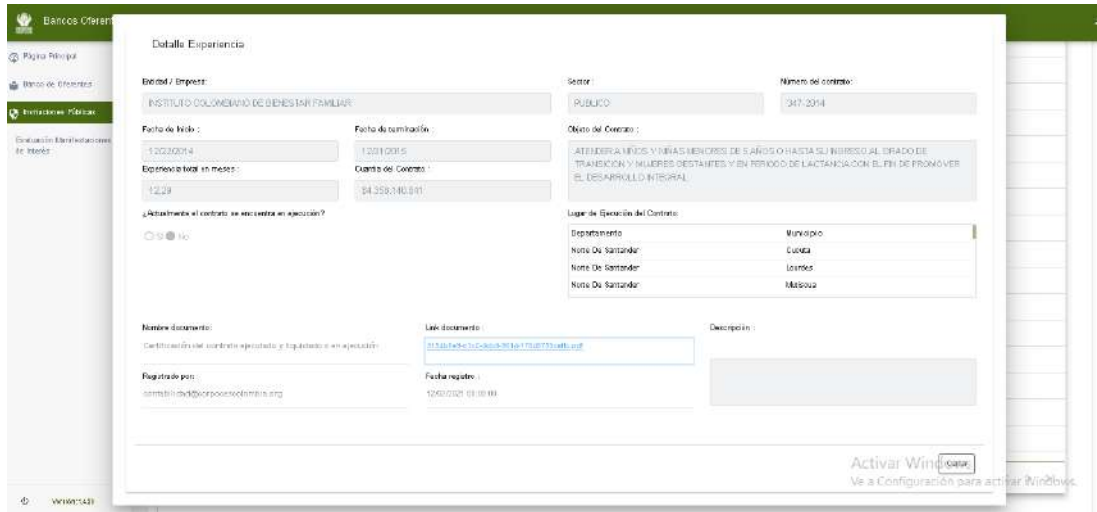 Bancos Oferent
Detalle Experiencia
Página Principal
Banco de Oferentes
Invitaciones Públicas
Evaluación Manifestaciones
de Interés
Entidad / Empresa:
INSTITUTO COLOMBIANO DE BIENESTAR FAMILIAR
Sector :
PÚBLICO
Número del contrato:
347-2014
Fecha de Inicio :
12/22/2014
Fecha de terminación :
12/31/2015
Objeto del Contrato :
ATENDER A NIÑOS Y NIÑAS MENORES DE 5 AÑOS O HASTA SU INGRESO AL GRADO DE
TRANSICION Y MUJERES GESTANTES Y EN PERIODO DE LACTANCIA CON EL FIN DE PROMOVER
EL DESARROLLO INTEGRAL
Experiencia total en meses :
12,29
Cuantía del Contrato :
¿Actualmente el contrato se encuentra en ejecución?
Si No
Lugar de Ejecución del Contrato:
Departamento Municipio
Norte De Santander Cucuta
Norte De Santander Lourdes
Norte De Santander
Nombre documento:
Certificación del contrato ejecutado y liquidado o en ejecución
Link documento :
Descripción :
Registrado por:
Fecha registro :
Cerrar
Activar Windows
Ve a Configuración para activar Windows.